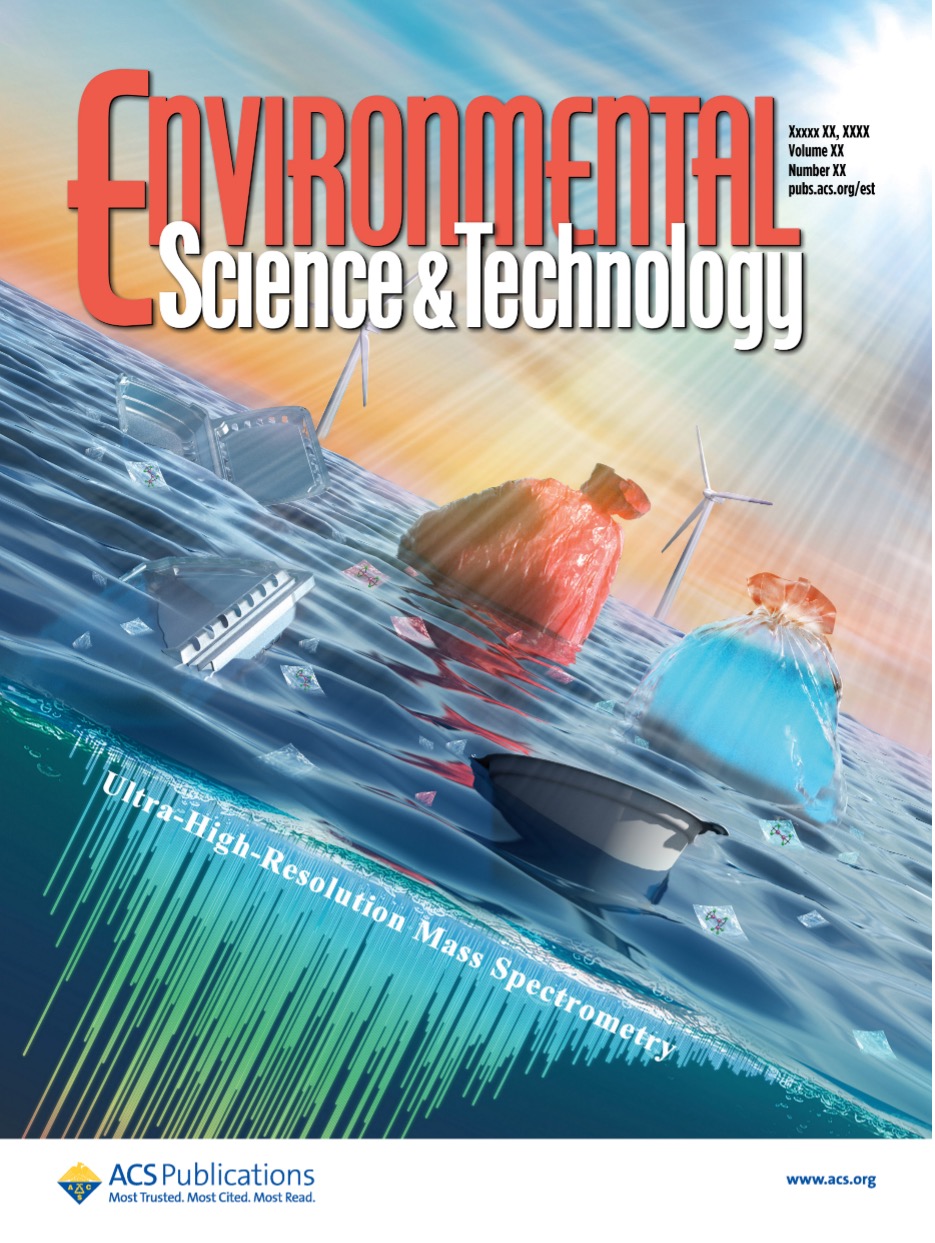 ENVIRONMENTAL
Science & Technology
Xxxxx XX, XXXX
Volume XX
Number XX
pubs.acs.org/est
Ultra-High-Resolution Mass Spectrometry
A C S
ACS Publications
Most Trusted. Most Cited. Most Read.
www.acs.org